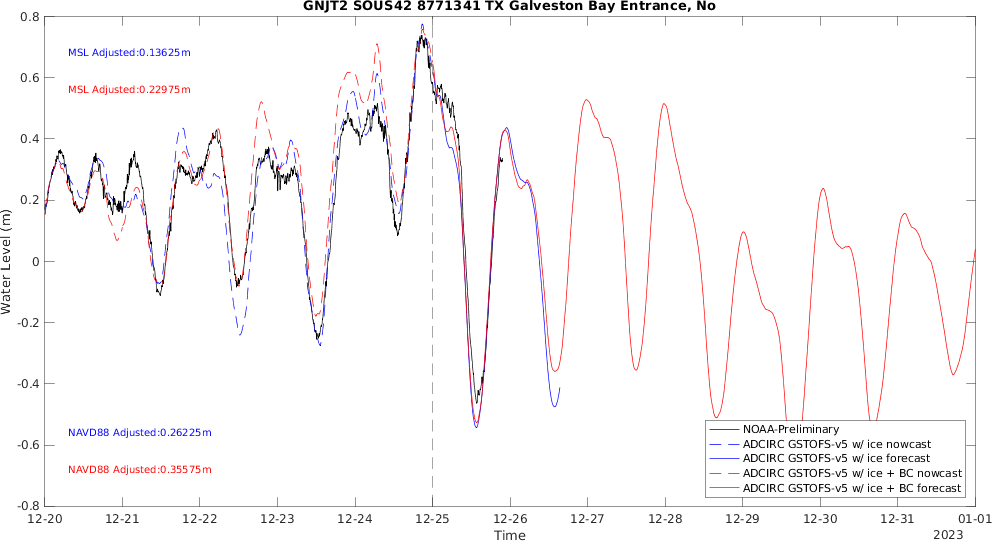 GNJT2 SOUS42 8771341 TX Galveston Bay Entrance, No
0.8
0.6
0.4
0.2
0
-0.2
-0.4
-0.6
-0.8
Water Level (m)
MSL Adjusted:0.13625m
MSL Adjusted:0.22975m
NAVD88 Adjusted:0.26225m
NAVD88 Adjusted:0.35575m
NOAA-Preliminary
ADCIRC GSTOFS-v5 w/ ice nowcast
ADCIRC GSTOFS-v5 w/ ice forecast
ADCIRC GSTOFS-v5 w/ ice + BC nowcast
ADCIRC GSTOFS-v5 w/ ice + BC forecast
12-20 12-21 12-22 12-23 12-24 12-25 12-26 12-27 12-28 12-29 12-30 12-31 01-01
Time
2023